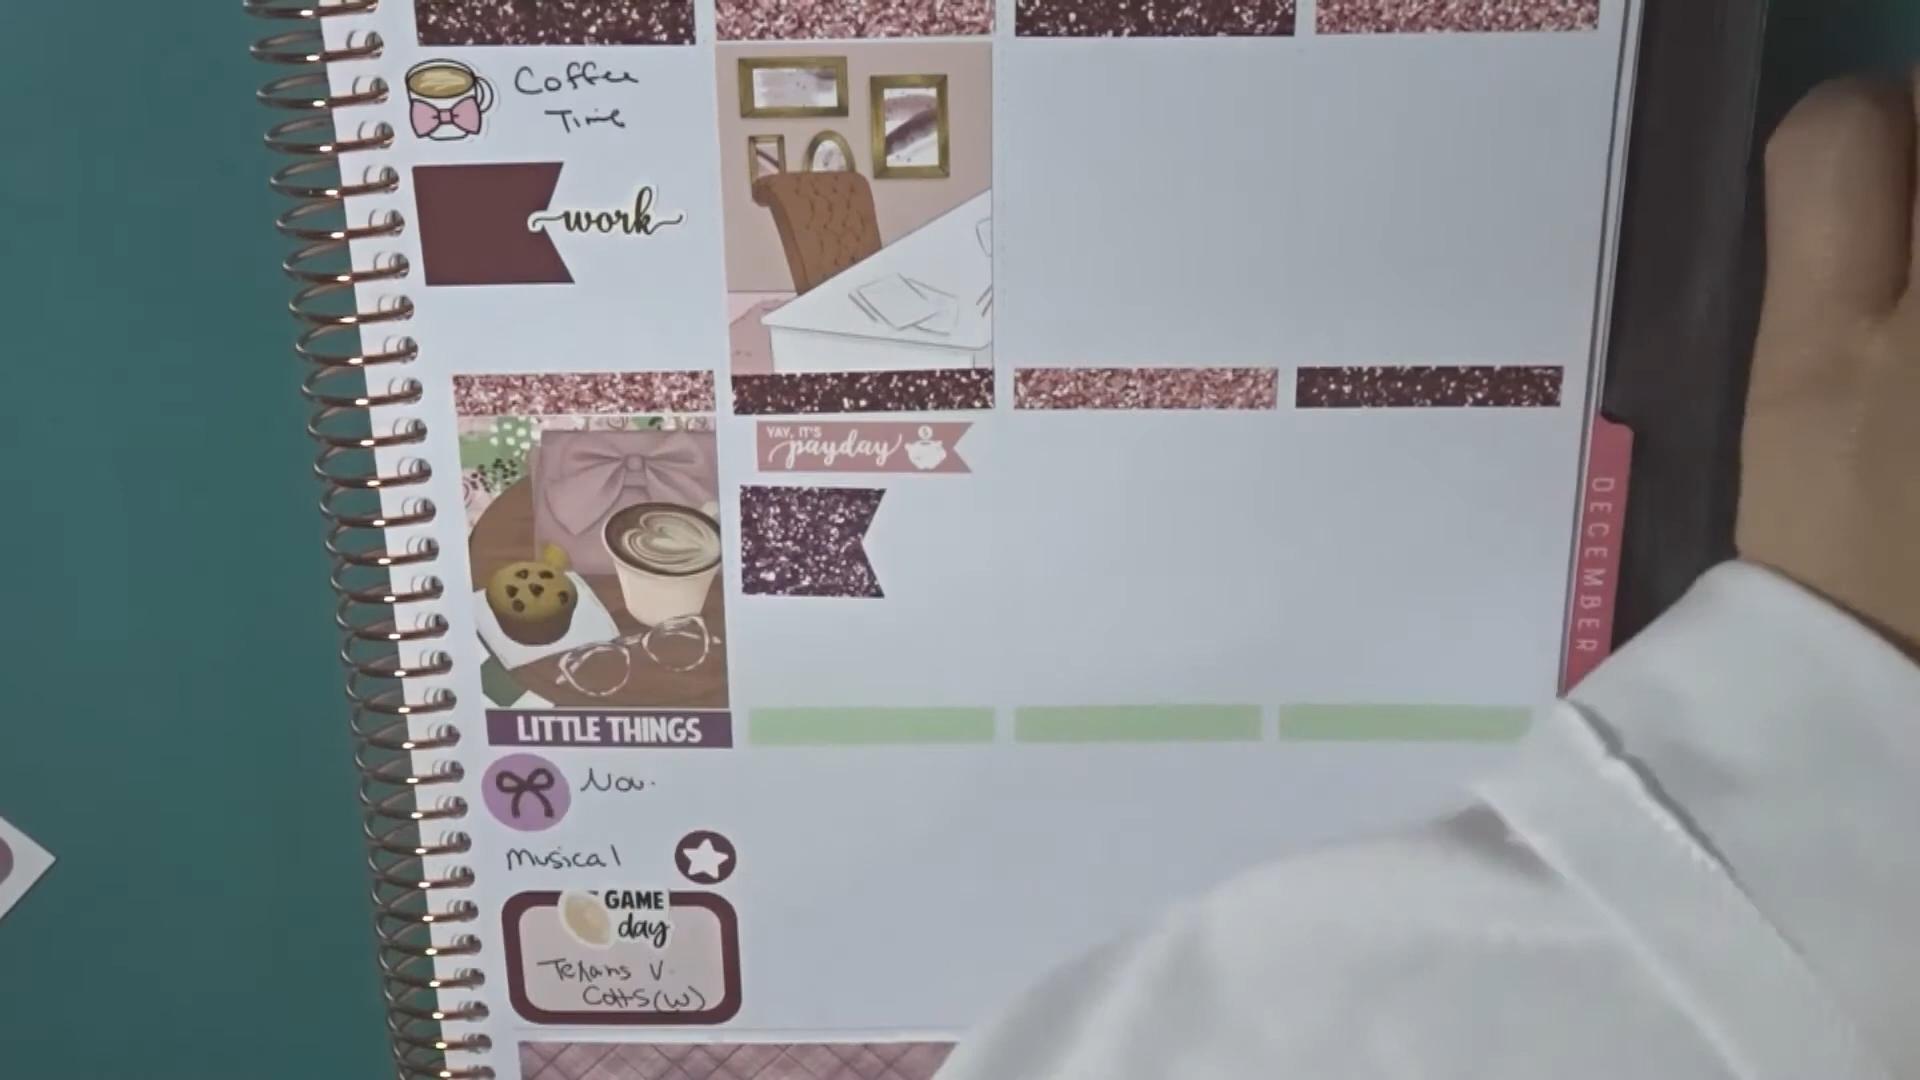 Coffee
Time
work
YAY, IT'S
payday
DECEMBER
LITTLE THINGS
Nov.
Musical
GAME
day
Texans v.
Colts (W)